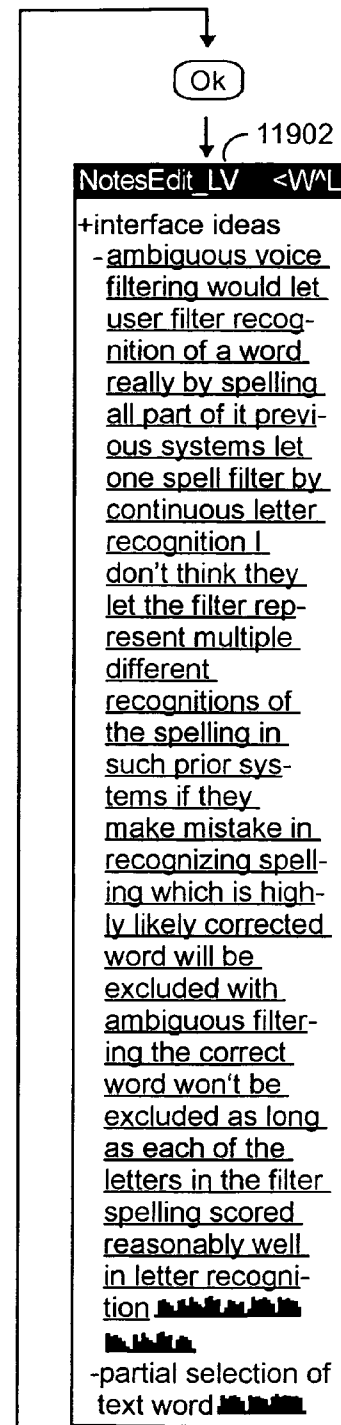 Ok
11902
NotesEdit_LV <W^L
+interface ideas
-ambiguous voice
filtering would let
user filter recog-
nition of a word
really by spelling
all part of it previ-
ous systems let
one spell filter by
continuous letter
recognition I
don't think they
let the filter rep-
resent multiple
different
recognitions of
the spelling in
such prior sys-
tems if they
make mistake in
recognizing spell-
ing which is high-
ly likely corrected
word will be
excluded with
ambiguous filter-
ing the correct
word won't be
excluded as long
as each of the
letters in the filter
spelling scored
reasonably well
in letter recogni-
tion
-partial selection of
text word